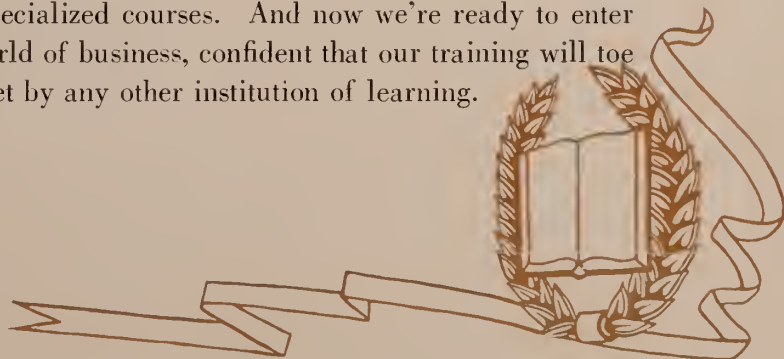 ecialized courses. And now we're ready to enter
rld of business, confident that our training will toe
et by any other institution of learning.